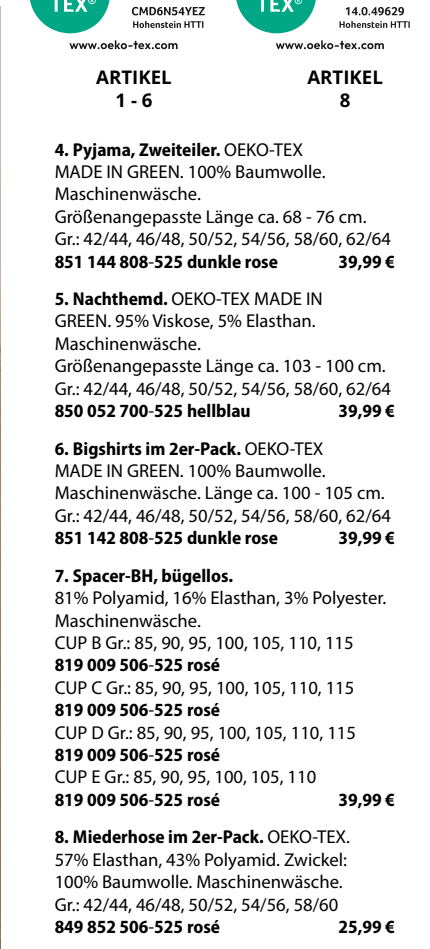 TEX®
CMD6N54YEZ
Hohenstein HTTI
www.oeko-tex.com
ARTIKEL
1 - 6
TEX®
14.0.49629
Hohenstein HTTI
www.oeko-tex.com
ARTIKEL
8
4. Pyjama, Zweiteiler. OEKO-TEX
MADE IN GREEN. 100% Baumwolle.
Maschinenwäsche.
Größenangepasste Länge ca. 68 - 76 cm.
Gr.: 42/44, 46/48, 50/52, 54/56, 58/60, 62/64
851 144 808-525 dunkle rose 39,99 €
5. Nachthemd. OEKO-TEX MADE IN
GREEN. 95% Viskose, 5% Elasthan.
Maschinenwäsche.
Größenangepasste Länge ca. 103 - 100 cm.
Gr.: 42/44, 46/48, 50/52, 54/56, 58/60, 62/64
850 052 700-525 hellblau 39,99 €
6. Bigshirts im 2er-Pack. OEKO-TEX
MADE IN GREEN. 100% Baumwolle.
Maschinenwäsche. Länge ca. 100 - 105 cm.
Gr.: 42/44, 46/48, 50/52, 54/56, 58/60, 62/64
851 142 808-525 dunkle rose 39,99 €
7. Spacer-BH, bügellos.
81% Polyamid, 16% Elasthan, 3% Polyester.
Maschinenwäsche.
CUP B Gr.: 85, 90, 95, 100, 105, 110, 115
819 009 506-525 rosé
CUP C Gr.: 85, 90, 95, 100, 105, 110, 115
819 009 506-525 rosé
CUP D Gr.: 85, 90, 95, 100, 105, 110, 115
819 009 506-525 rosé
CUP E Gr.: 85, 90, 95, 100, 105, 110
819 009 506-525 rosé 39,99 €
8. Miederhose im 2er-Pack. OEKO-TEX.
57% Elasthan, 43% Polyamid. Zwickel:
100% Baumwolle. Maschinenwäsche.
Gr.: 42/44, 46/48, 50/52, 54/56, 58/60
849 852 506-525 rosé 25,99 €